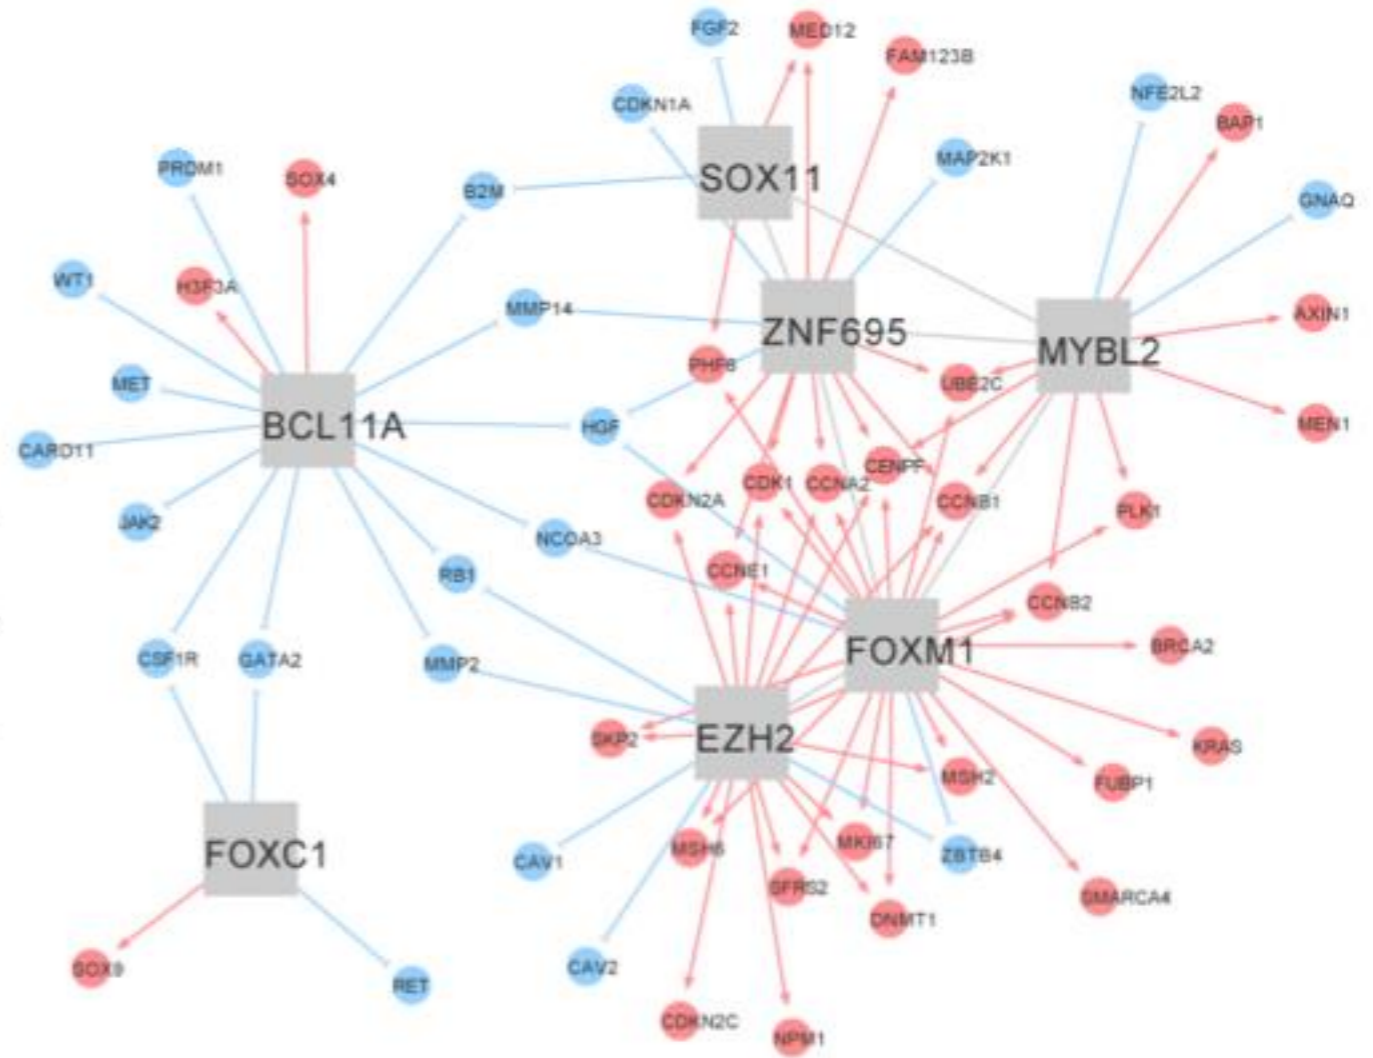 FGF2
MED12
FAM123B
NFE2L2
CDKN1A
BAP1
MAP2K1
PRDM1
SOX4
B2M
SOX11
GNAQ
WT1
H3F3A
MMP14
ZNF695
AXIN1
MYBL2
PHF6
UBE2C
MET
BCL11A
HGF
MEN1
CARD11
CENPF
CDK1
CCNA2
CDKN2A
CCNB1
PLK1
JAK2
NCOA3
RB1
CCNE1
CCNB2
CSF1R
GATA2
MMP2
FOXM1
BRCA2
SKP2
EZH2
KRAS
MSH2
FUBP1
FOXC1
CAV1
MSH6
MKI67
ZBTB4
SFRS2
SMARCA4
DNMT1
SOX9
CAV2
RET
CDKN2C
NPM1